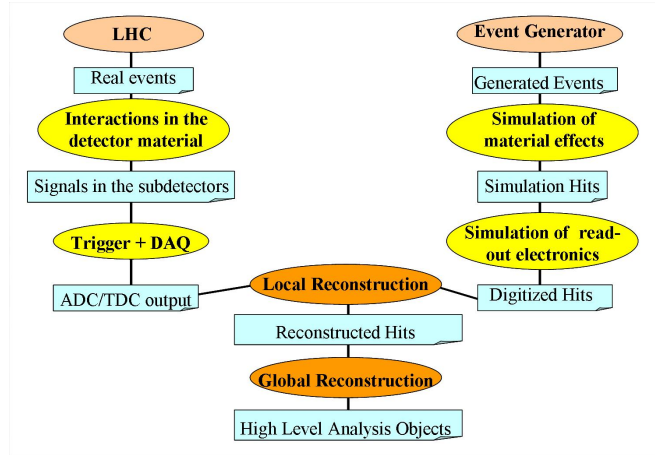 LHC
Real events
Interactions in the
detector material
Signals in the subdetectors
Trigger + DAQ
ADC/TDC output
Event Generator
Generated Events
Simulation of
material effects
Simulation Hits
Simulation of read-
out electronics
Digitized Hits
Local Reconstruction
Reconstructed Hits
Global Reconstruction
High Level Analysis Objects